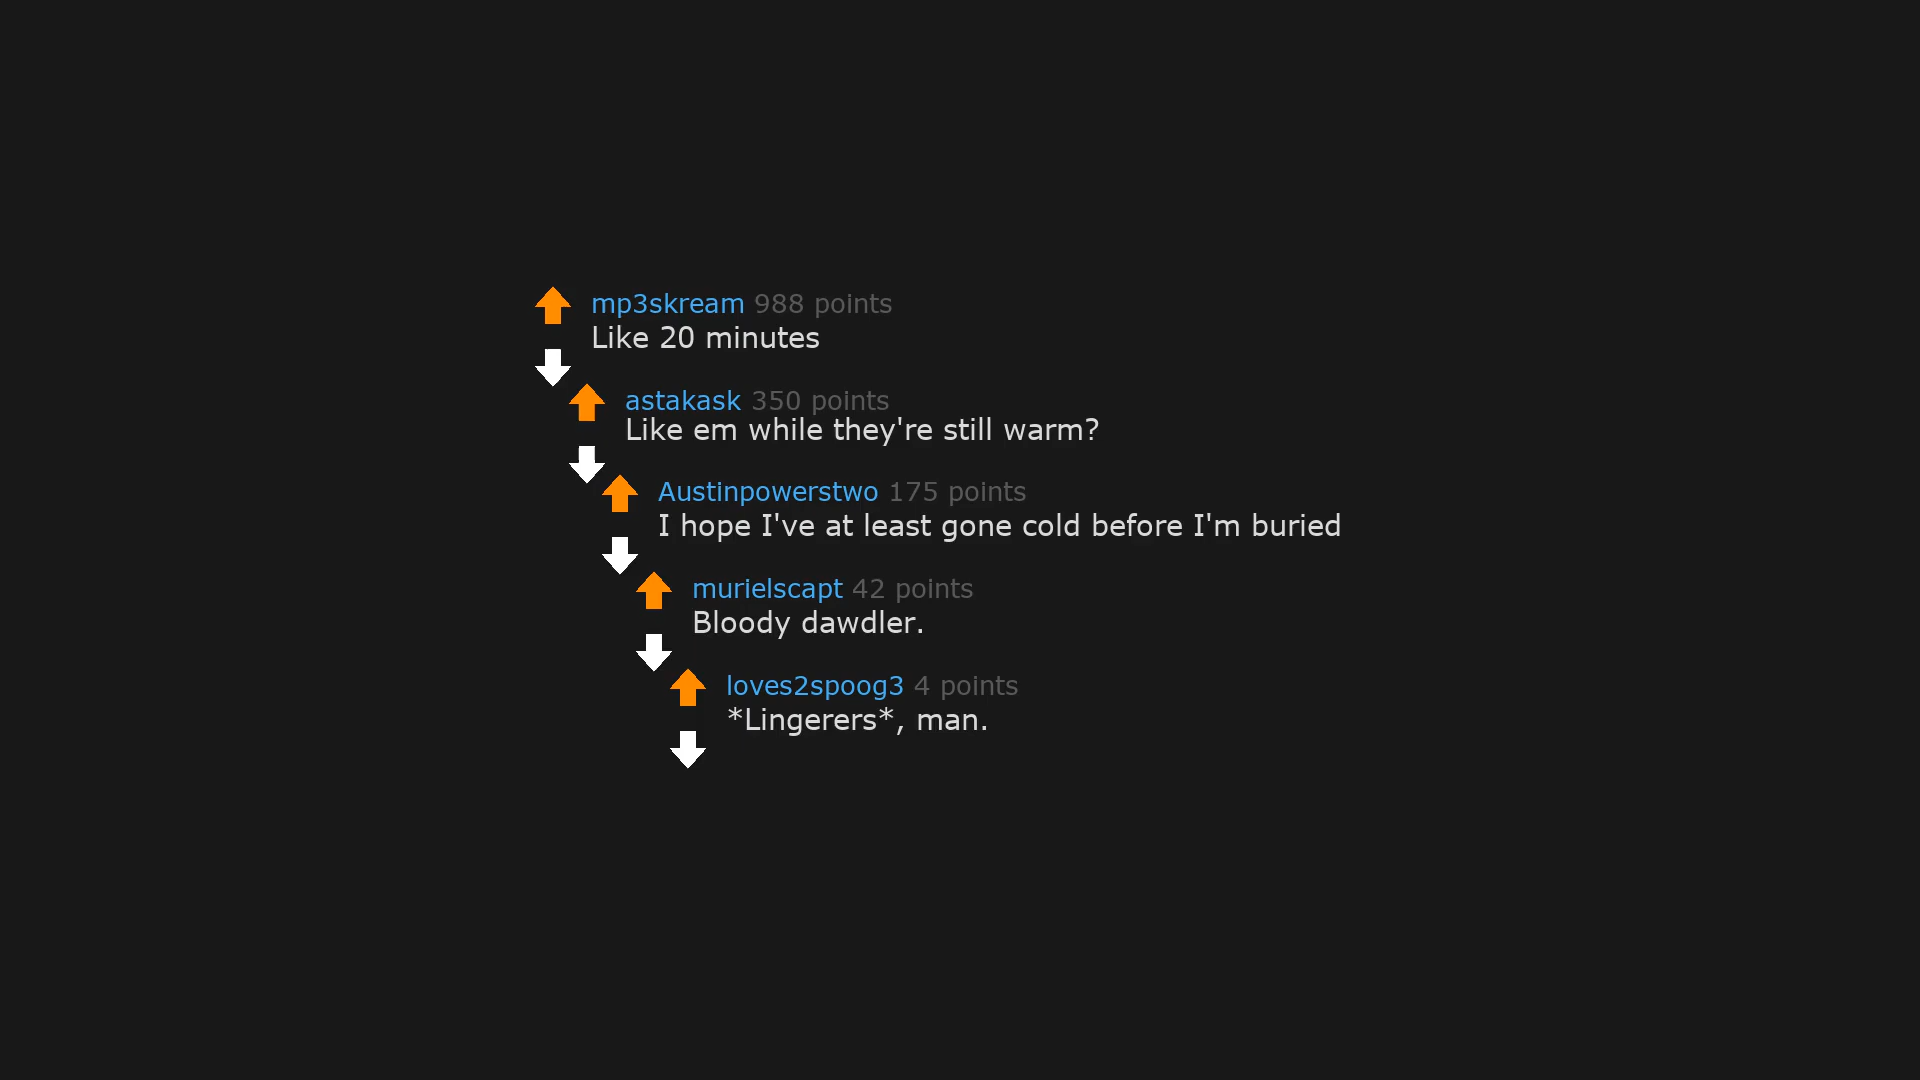 mp3skream 988 points
Like 20 minutes
astakask 350 points
Like em while they're still warm?
Austinpowerstwo 175 points
I hope I've at least gone cold before I'm buried
murielscapt 42 points
Bloody dawdler.
loves2spoog3 4 points
*Lingerers*, man.